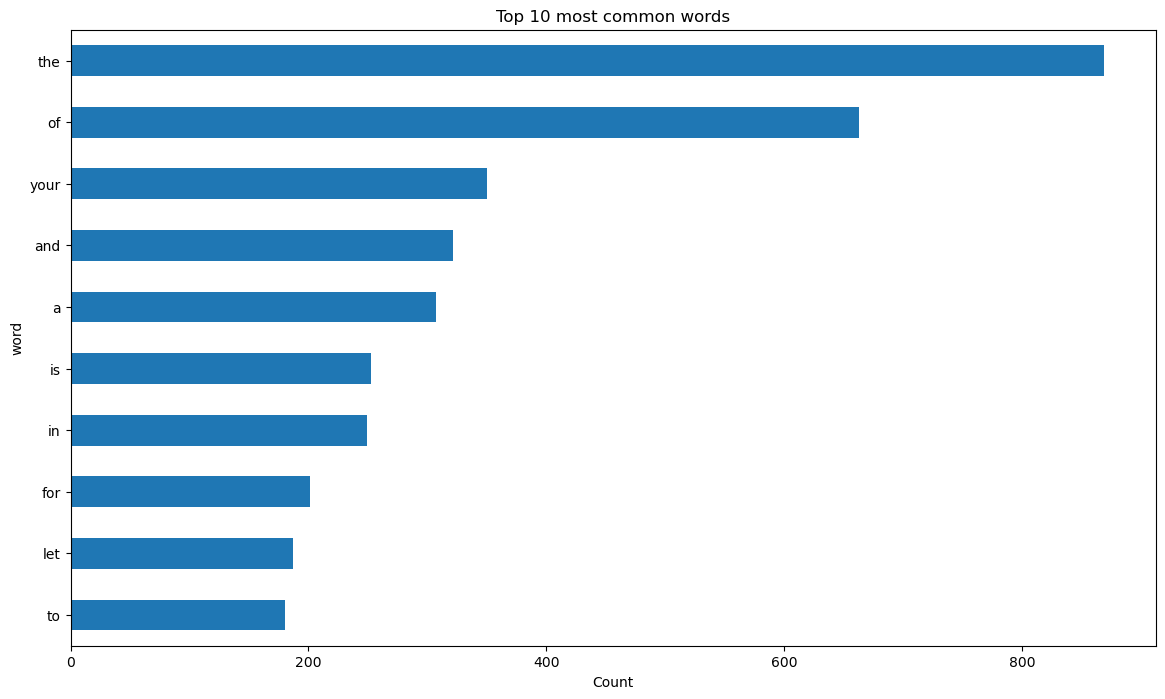 Top 10 most common words
the
of
your
and
a
is
in
for
let
to
word
0 200 400 600 800
Count